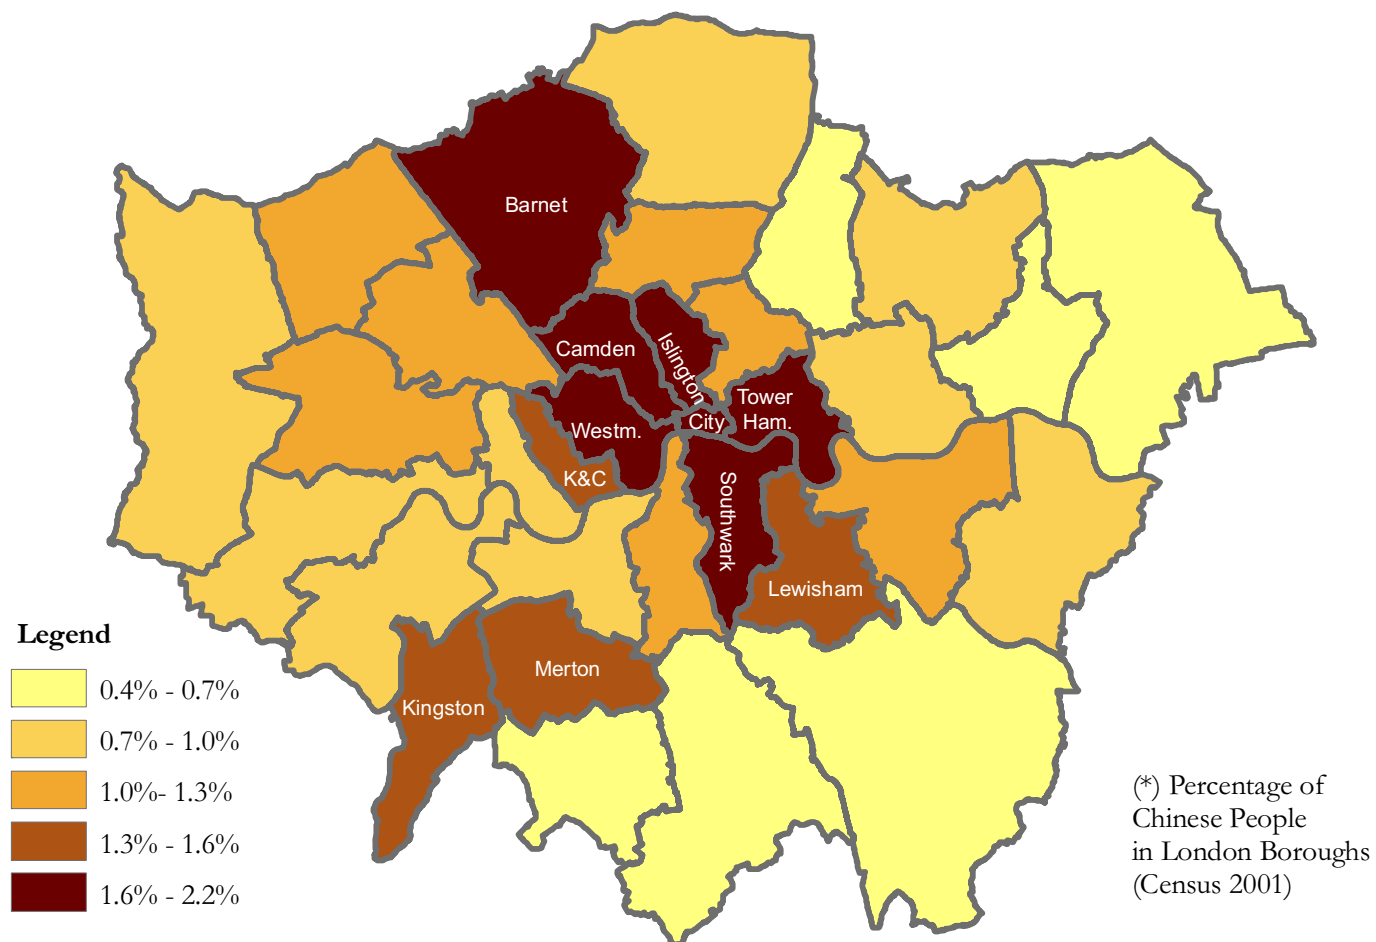 Barnet
Camden
Islington
Tower
Ham.
City
Westm.
K&C
Southwark
Lewisham
Merton
Kingston
Legend
0.4% - 0.7%
0.7% - 1.0%
1.0%- 1.3%
1.3% - 1.6%
1.6% - 2.2%
(*) Percentage of
Chinese People
in London Boroughs
(Census 2001)